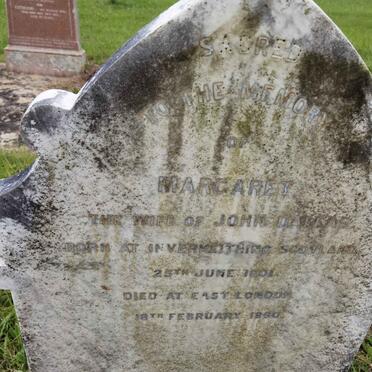 SACRED
TO THE MEMORY
OF
MARGARET
THE WIFE OF JOHN
BORN AT INVERKEITHING SCOTLAND
25TH JUNE 1801.
DIED AT EAST LONDON
18TH FEBRUARY 1880.